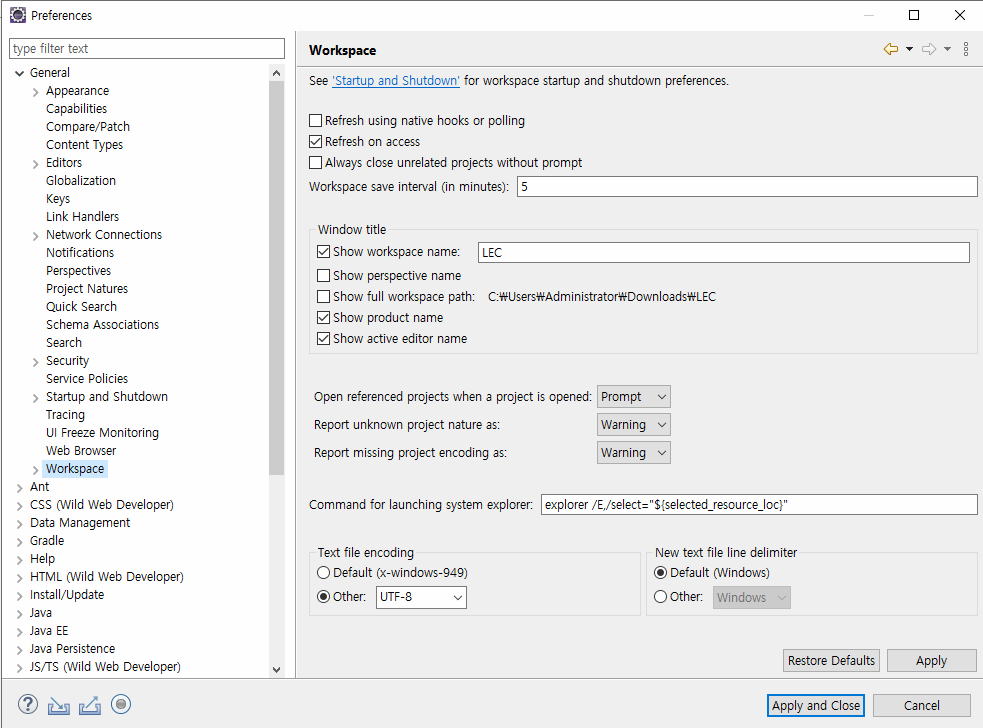 Preferences
type filter text
General
Appearance
Capabilities
Compare/Patch
Content Types
Editors
Globalization
Keys
Link Handlers
Network Connections
Notifications
Perspectives
Project Natures
Quick Search
Schema Associations
Search
Security
Service Policies
Startup and Shutdown
Tracing
UI Freeze Monitoring
Web Browser
Workspace
Ant
CSS (Wild Web Developer)
Data Management
Gradle
Help
HTML (Wild Web Developer)
Install/Update
Java
Java EE
Java Persistence
JS/TS (Wild Web Developer)
Workspace
See 'Startup and Shutdown' for workspace startup and shutdown preferences.
Refresh using native hooks or polling
Refresh on access
Always close unrelated projects without prompt
Workspace save interval (in minutes): 5
Window title
Show workspace name: LEC
Show perspective name
Show full workspace path: C:₩Users₩Administrator₩Downloads₩LEC
Show product name
Show active editor name
Open referenced projects when a project is opened: Prompt
Report unknown project nature as: Warning
Report missing project encoding as: Warning
Command for launching system explorer: explorer /E,/select="${selected_resource_loc}"
Text file encoding
Default (x-windows-949)
Other: UTF-8
New text file line delimiter
Default (Windows)
Other: Windows
Restore Defaults Apply
? Apply and Close Cancel